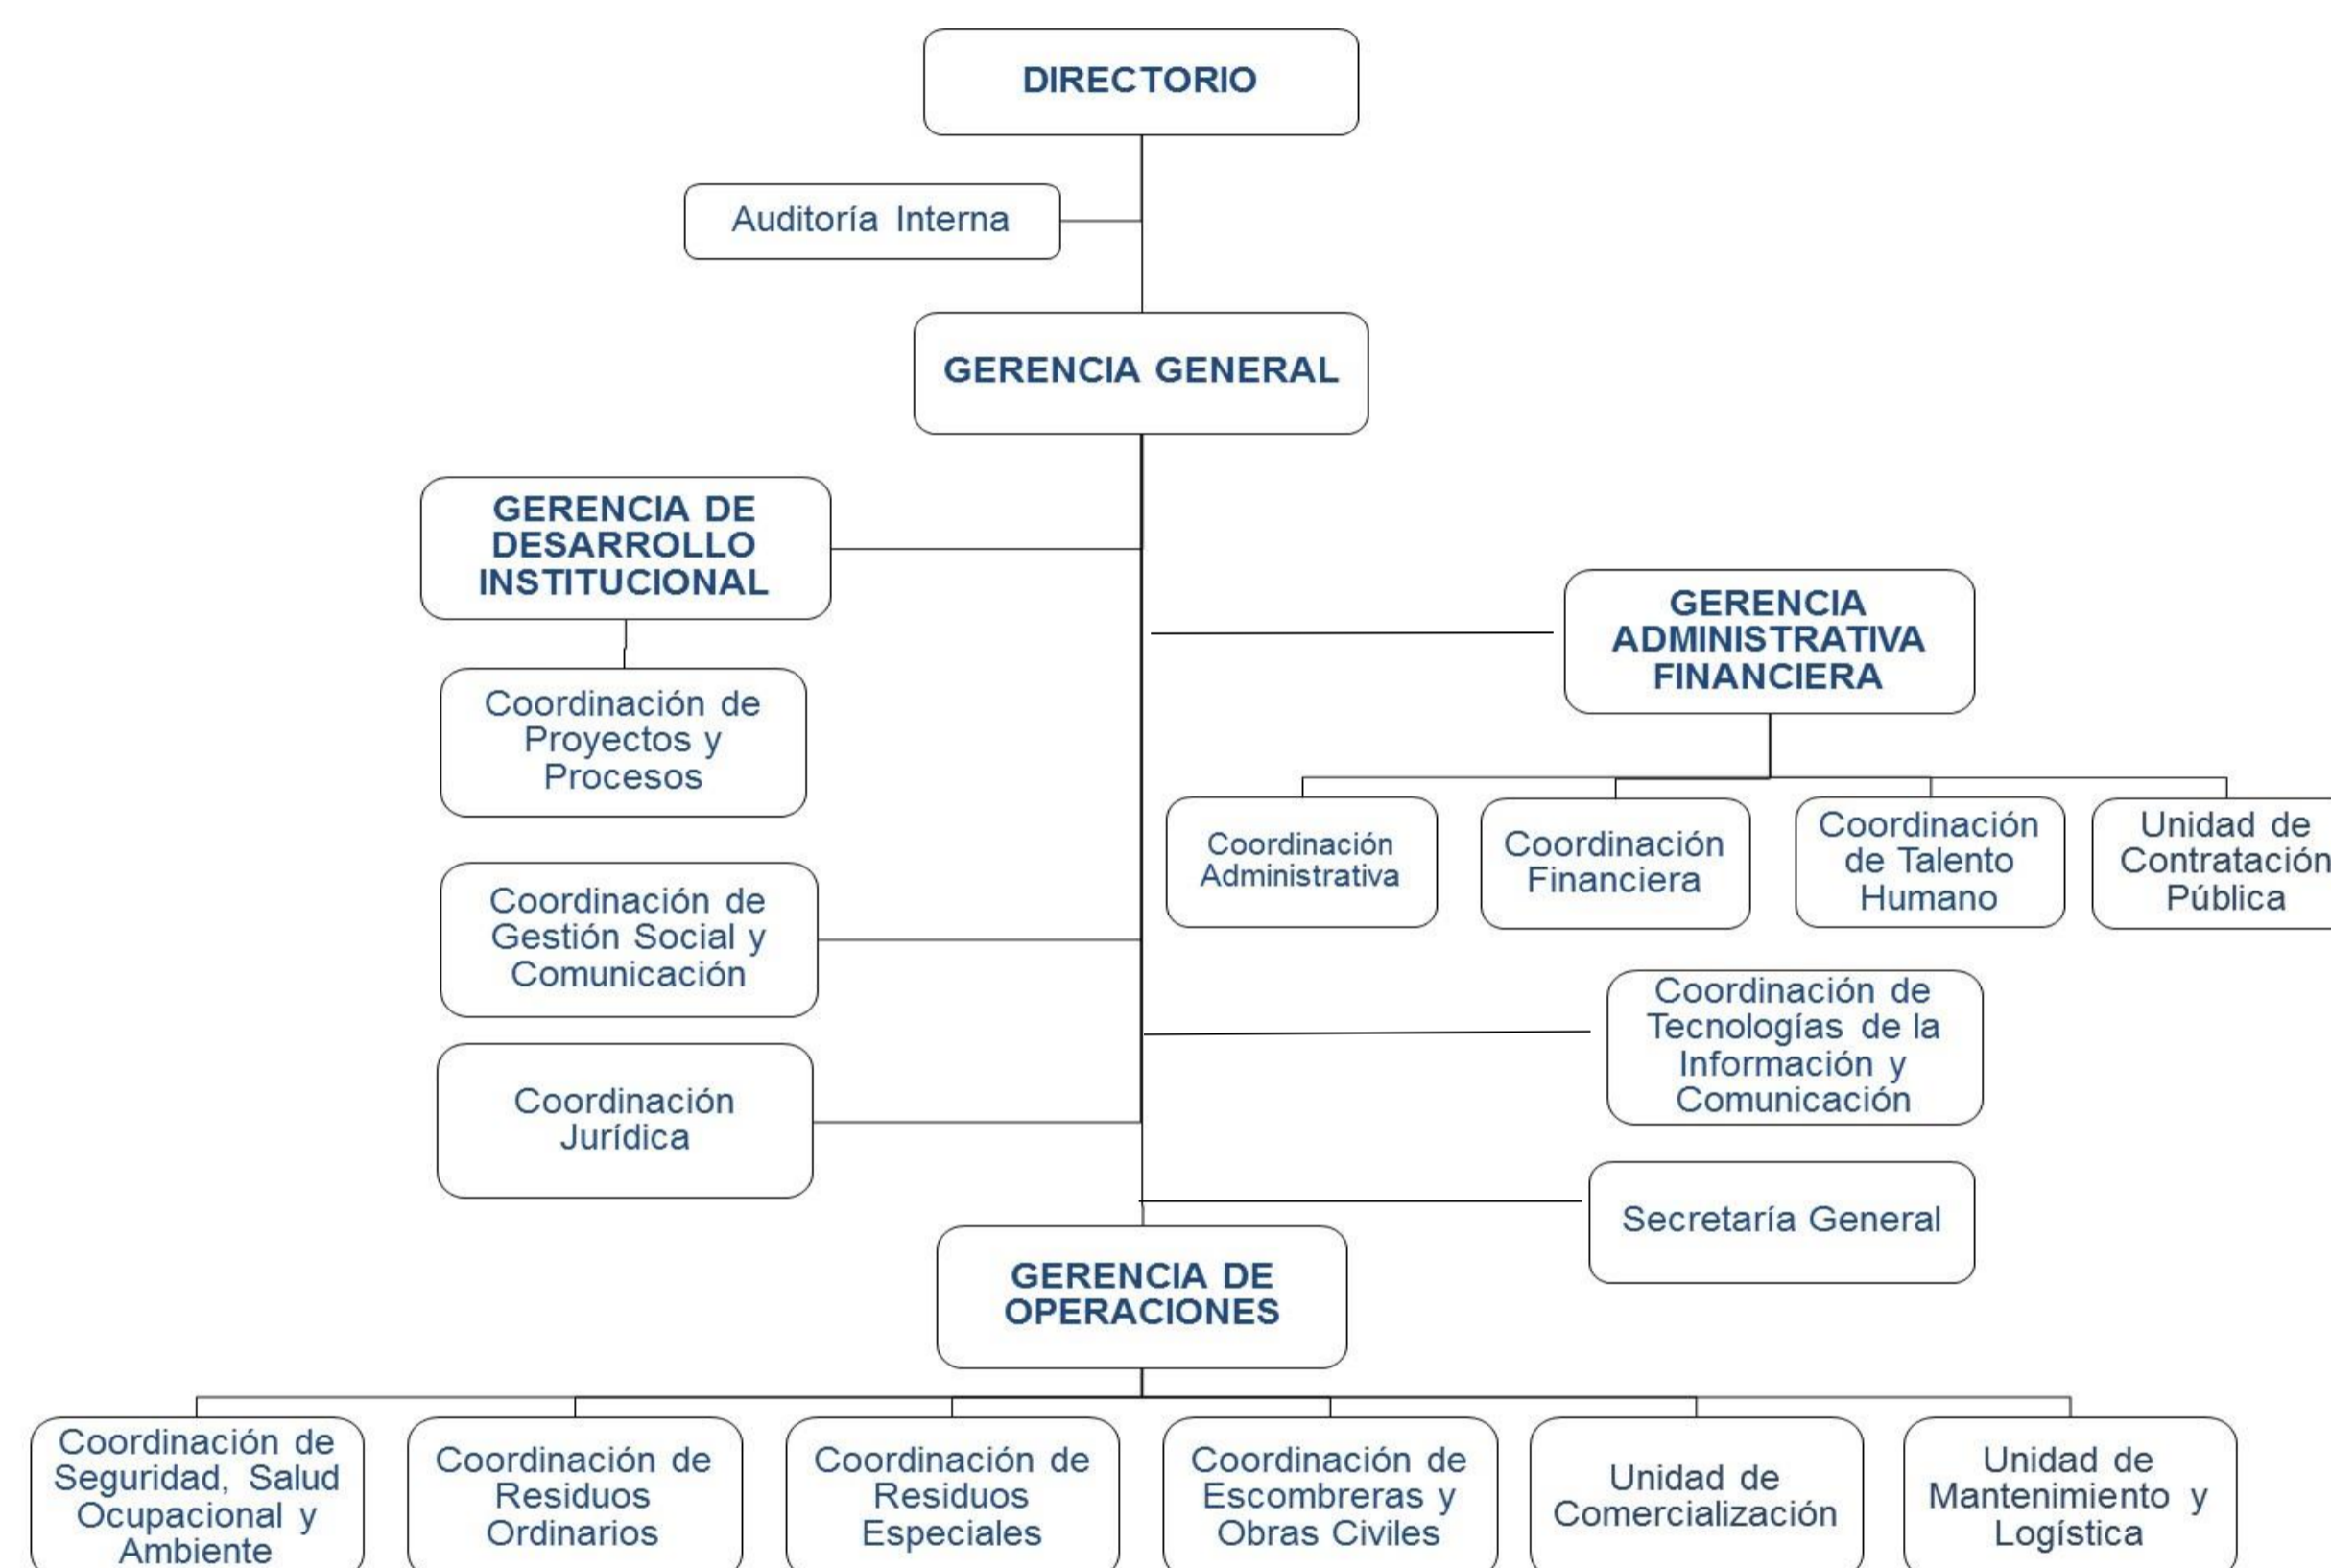 DIRECTORIO
Auditoría Interna
GERENCIA GENERAL
GERENCIA DE
DESARROLLO
INSTITUCIONAL
GERENCIA
ADMINISTRATIVA
FINANCIERA
Coordinación de
Proyectos y
Procesos
Coordinación
Administrativa
Coordinación
Financiera
Coordinación
de Talento
Humano
Unidad de
Contratación
Pública
Coordinación de
Gestión Social y
Comunicación
Coordinación de
Tecnologías de la
Información y
Comunicación
Coordinación
Jurídica
Secretaría General
GERENCIA DE
OPERACIONES
Coordinación de
Seguridad, Salud
Ocupacional y
Ambiente
Coordinación de
Residuos
Ordinarios
Coordinación de
Residuos
Especiales
Coordinación de
Escombreras y
Obras Civiles
Unidad de
Comercialización
Unidad de
Mantenimiento y
Logística